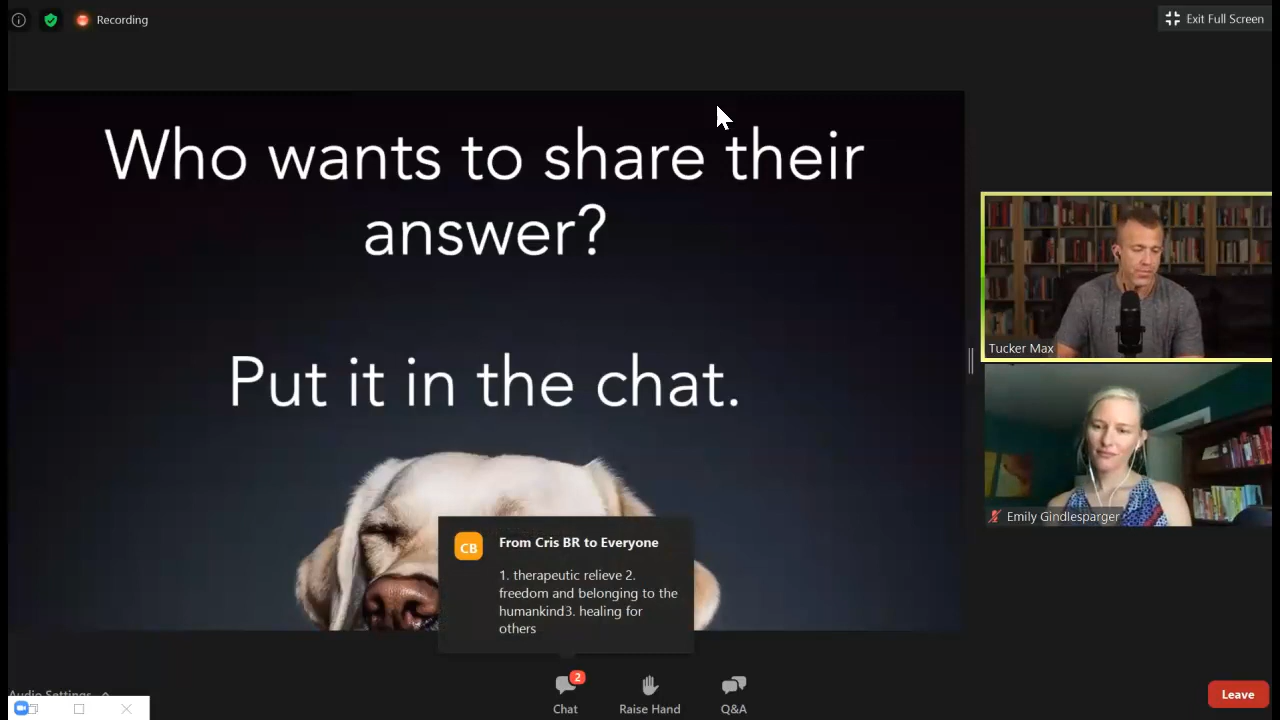 Recording
Exit Full Screen
Who wants to share their
answer?
Put it in the chat.
Tucker Max
Emily Gindlesparger
CB
From Cris BR to Everyone
1. therapeutic relieve 2.
freedom and belonging to the
humankind3. healing for
others
2
Audio Settings
Chat
Raise Hand
Q&A
Leave